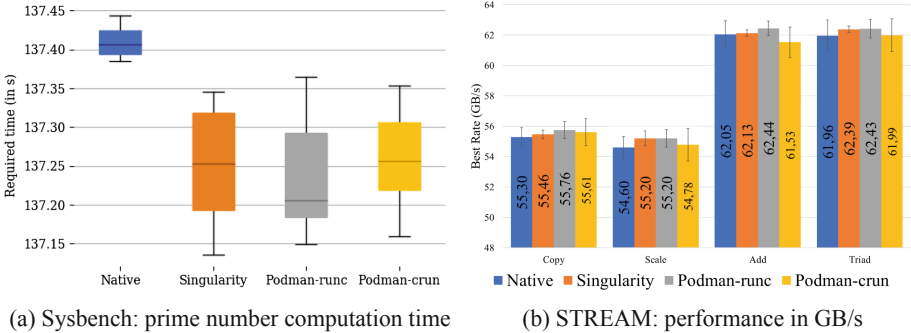 137.45
137.40
137.35
137.30
137.25
137.20
137.15
Required time (in s)
Native
Singularity
Podman-runc
Podman-crun
(a) Sysbench: prime number computation time
64
62
60
58
56
54
52
50
48
Best Rate (GB/s)
55,30
55,46
55,76
55,61
54,60
55,20
55,20
54,78
62,05
62,13
62,44
61,53
61,96
62,39
62,43
61,99
Copy
Scale
Add
Triad
Native
Singularity
Podman-runc
Podman-crun
(b) STREAM: performance in GB/s